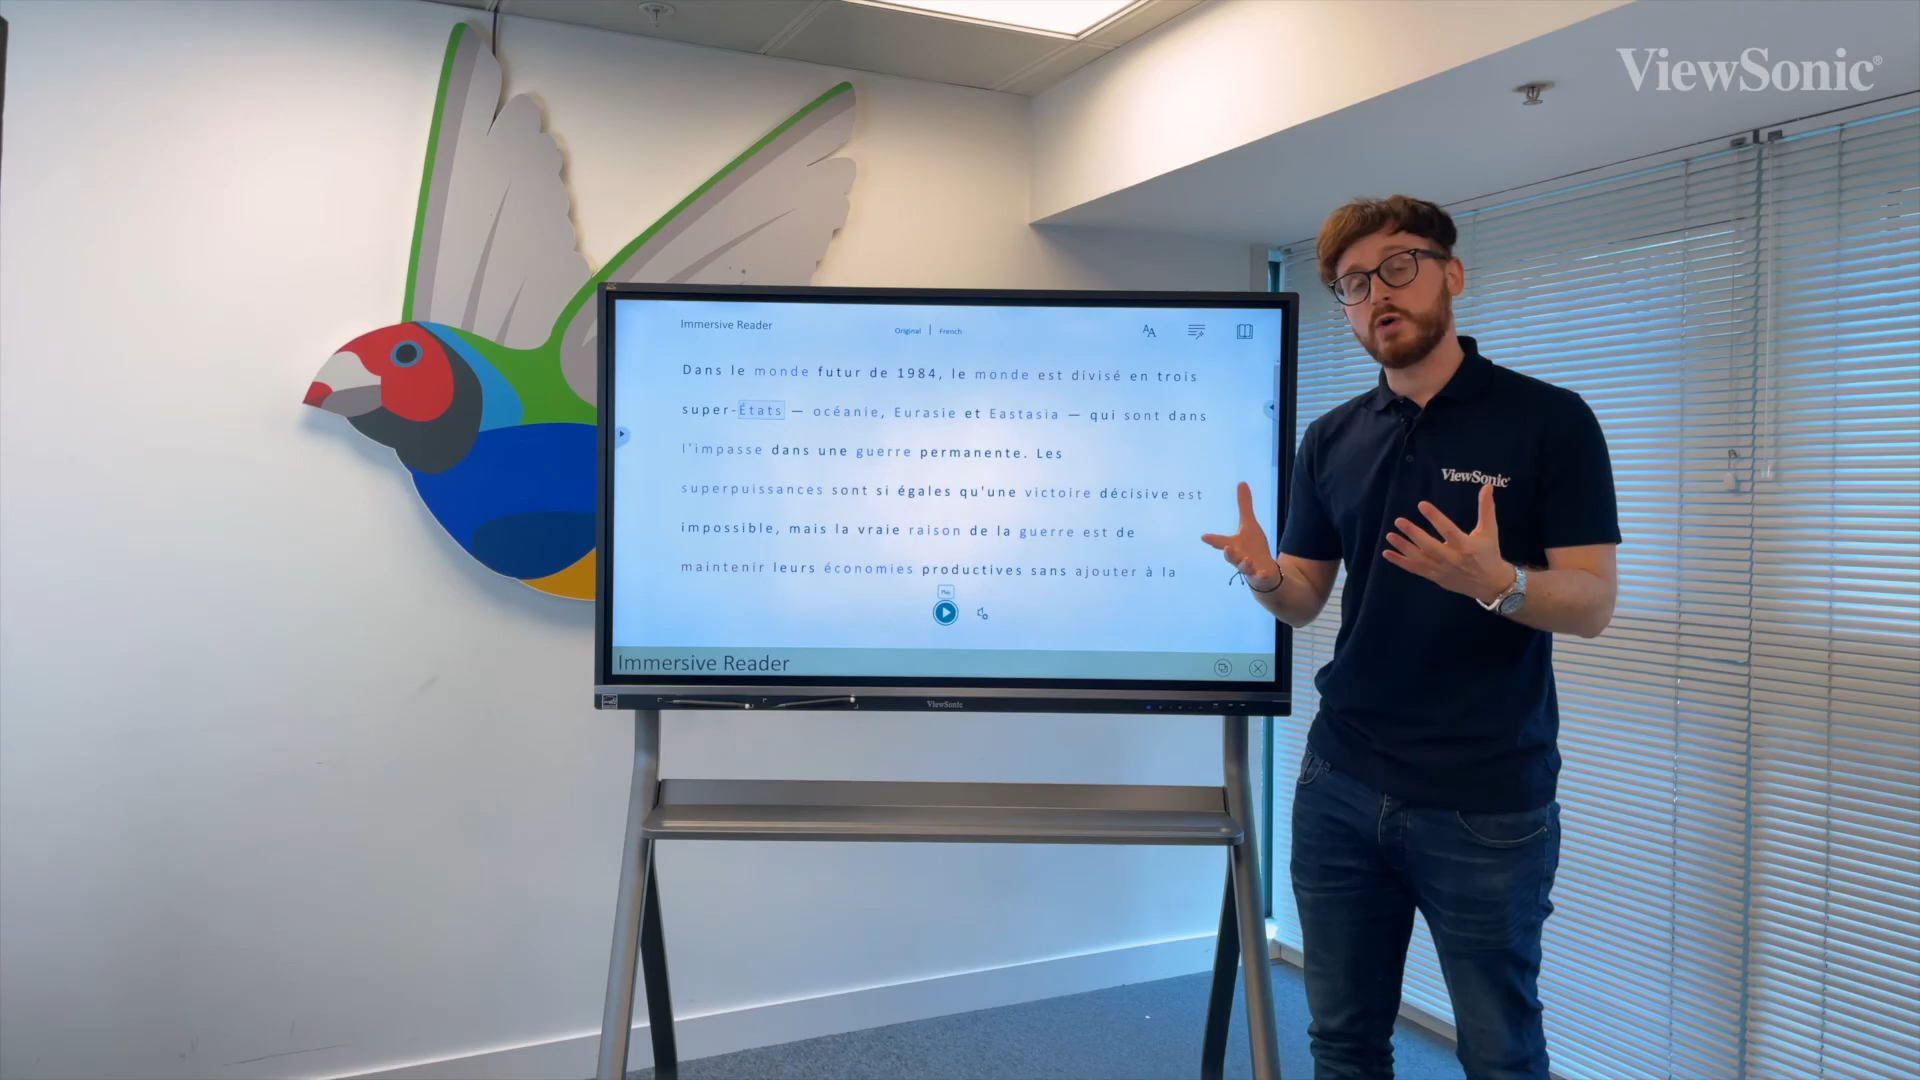 ViewSonic®
Immersive Reader
Original | French
AA
Dans le monde futur de 1984, le monde est divisé en trois
super-États — océanie, Eurasie et Eastasia — qui sont dans
l'impasse dans une guerre permanente. Les
superpuissances sont si égales qu'une victoire décisive est
impossible, mais la vraie raison de la guerre est de
maintenir leurs économies productives sans ajouter à la
Play
Immersive Reader
ViewSonic
ViewSonic®